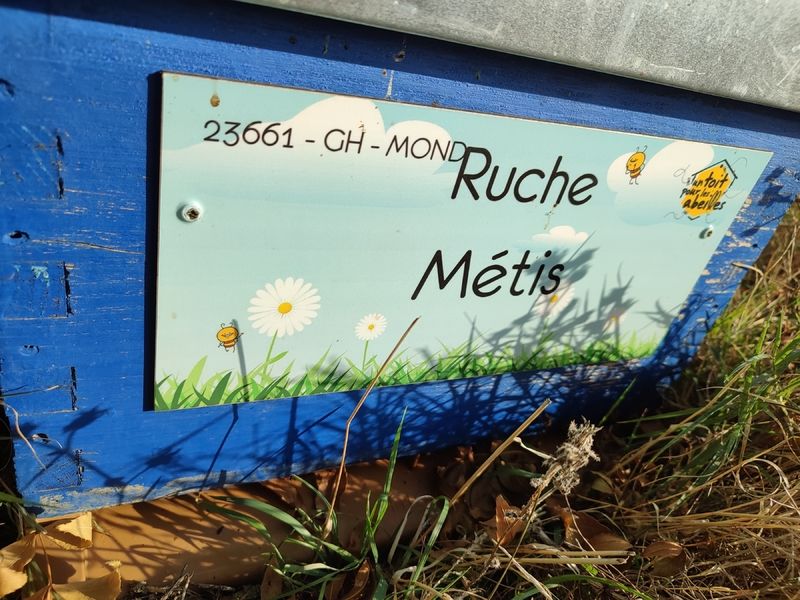 23661 - GH - MOND
Ruche
Métis
un toit
pour les
abeilles